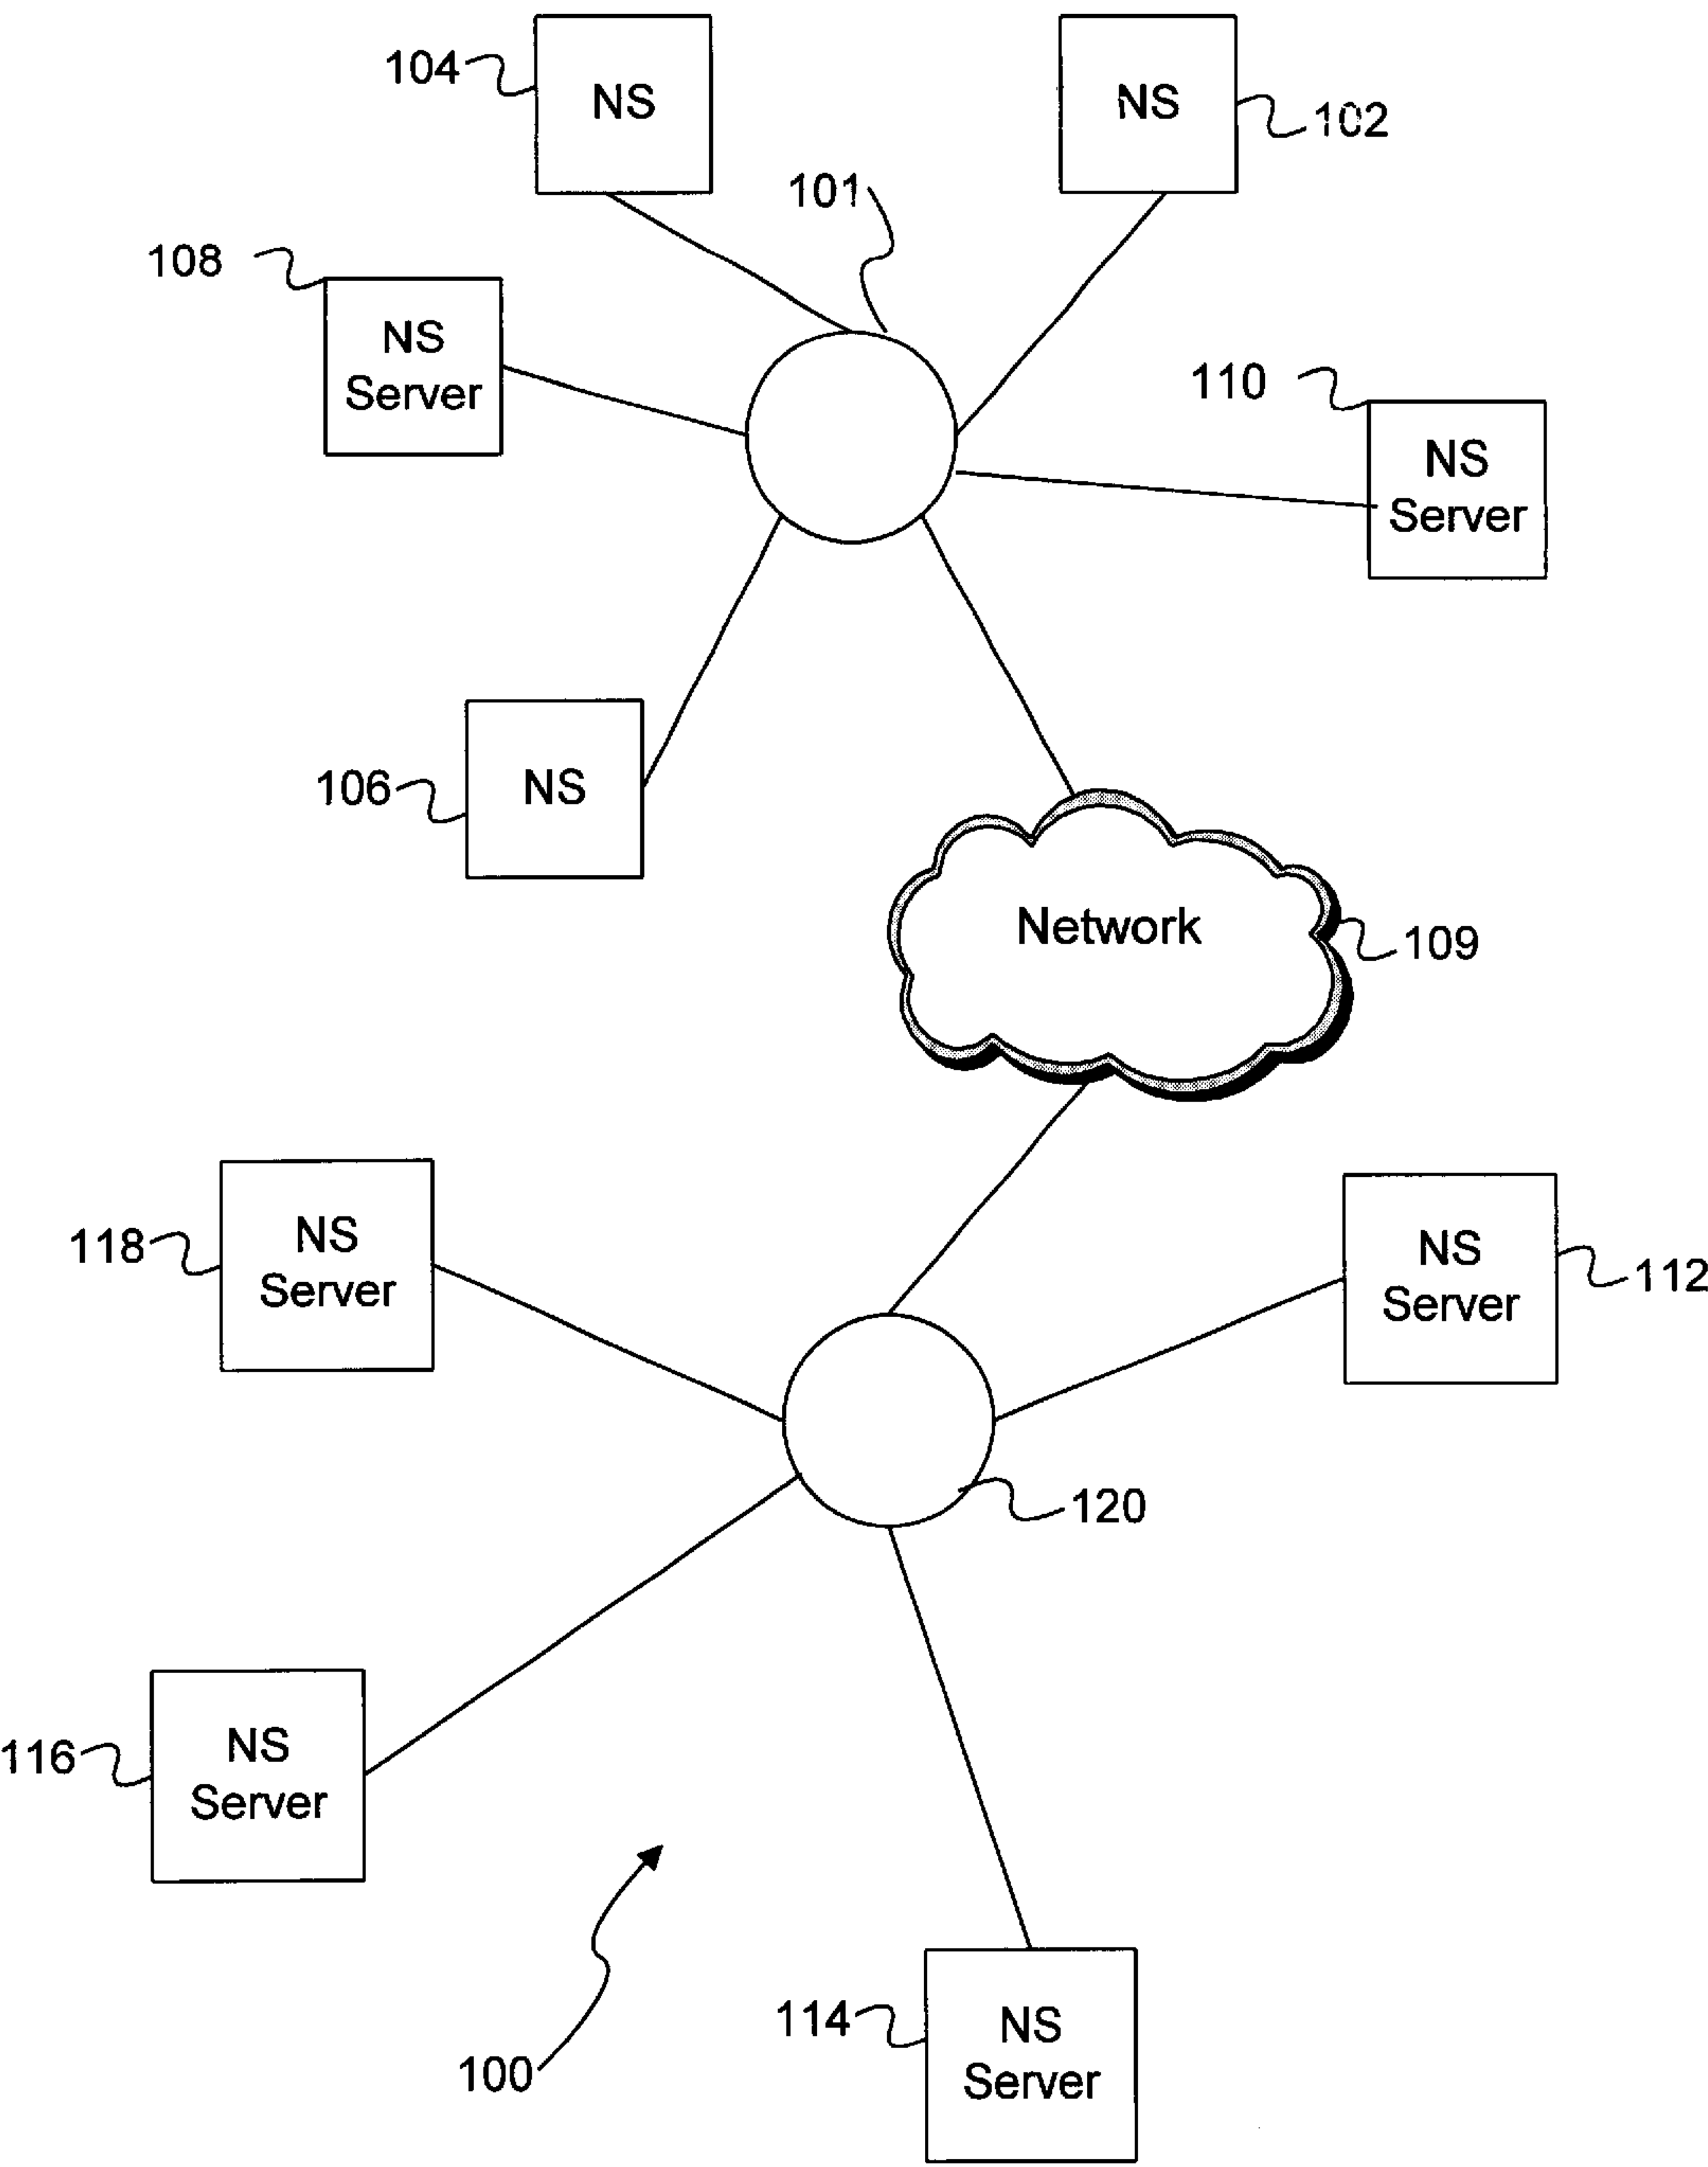 104
NS
NS
102
101
108
NS
Server
110
NS
Server
106
NS
Network
109
118
NS
Server
NS
Server
112
120
116
NS
Server
100
114
NS
Server